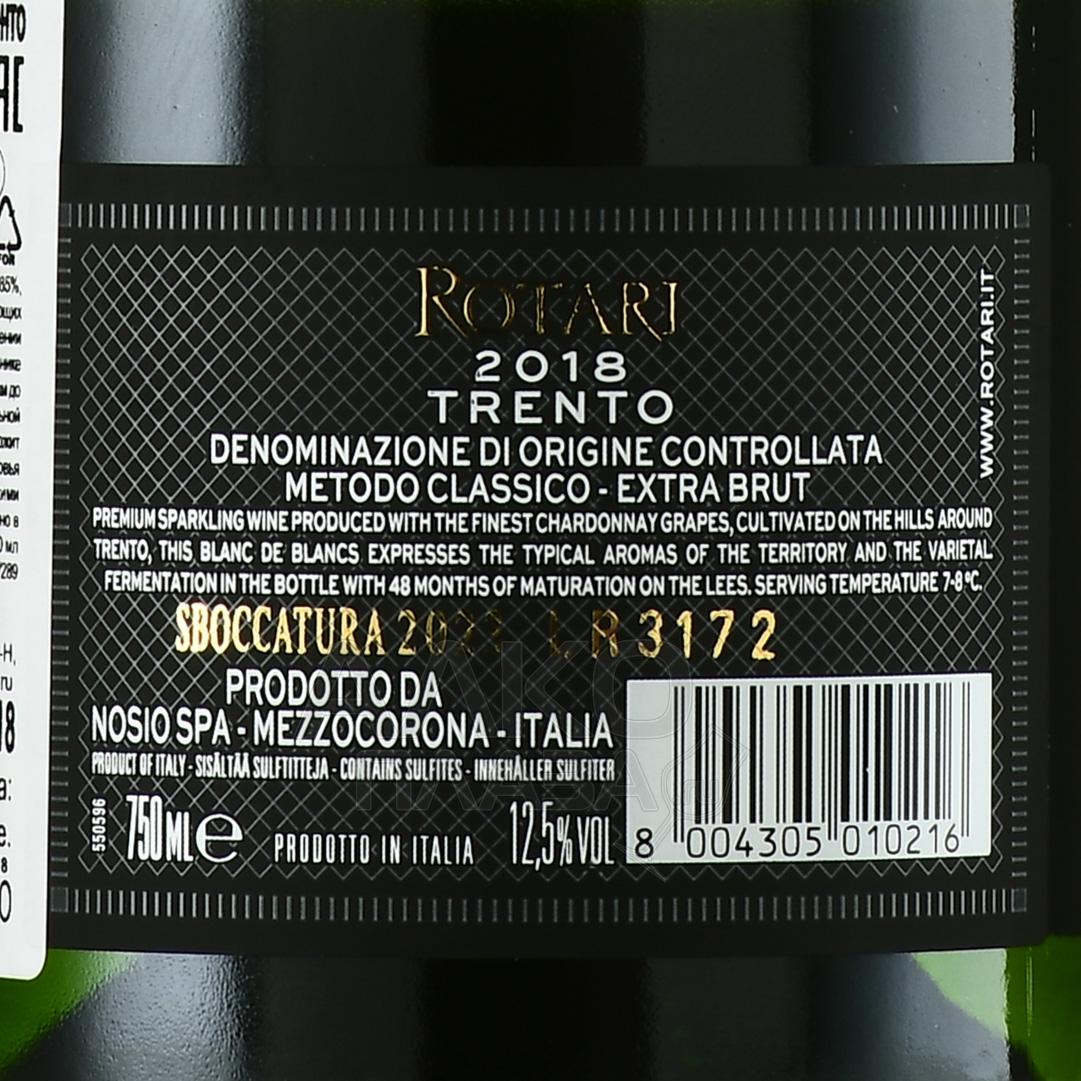 ROTARI
2018
TRENTO
DENOMINAZIONE DI ORIGINE CONTROLLATA
METODO CLASSICO - EXTRA BRUT
PREMIUM SPARKLING WINE PRODUCED WITH THE FINEST CHARDONNAY GRAPES, CULTIVATED ON THE HILLS AROUND
TRENTO, THIS BLANC DE BLANCS EXPRESSES THE TYPICAL AROMAS OF THE TERRITORY AND THE VARIETAL
FERMENTATION IN THE BOTTLE WITH 48 MONTHS OF MATURATION ON THE LEES. SERVING TEMPERATURE 7-8 °C.
SBOCCATURA LR3172
PRODOTTO DA
NOSIO SPA - MEZZOCORONA - ITALIA
PRODUCT OF ITALY - SISÄLTÄÄ SULFIITTEJA - CONTAINS SULFITES - INNEHÅLLER SULFITER
550596
750 ML e PRODOTTO IN ITALIA 12,5% VOL
8 004305 010216
WWW.ROTARI.IT